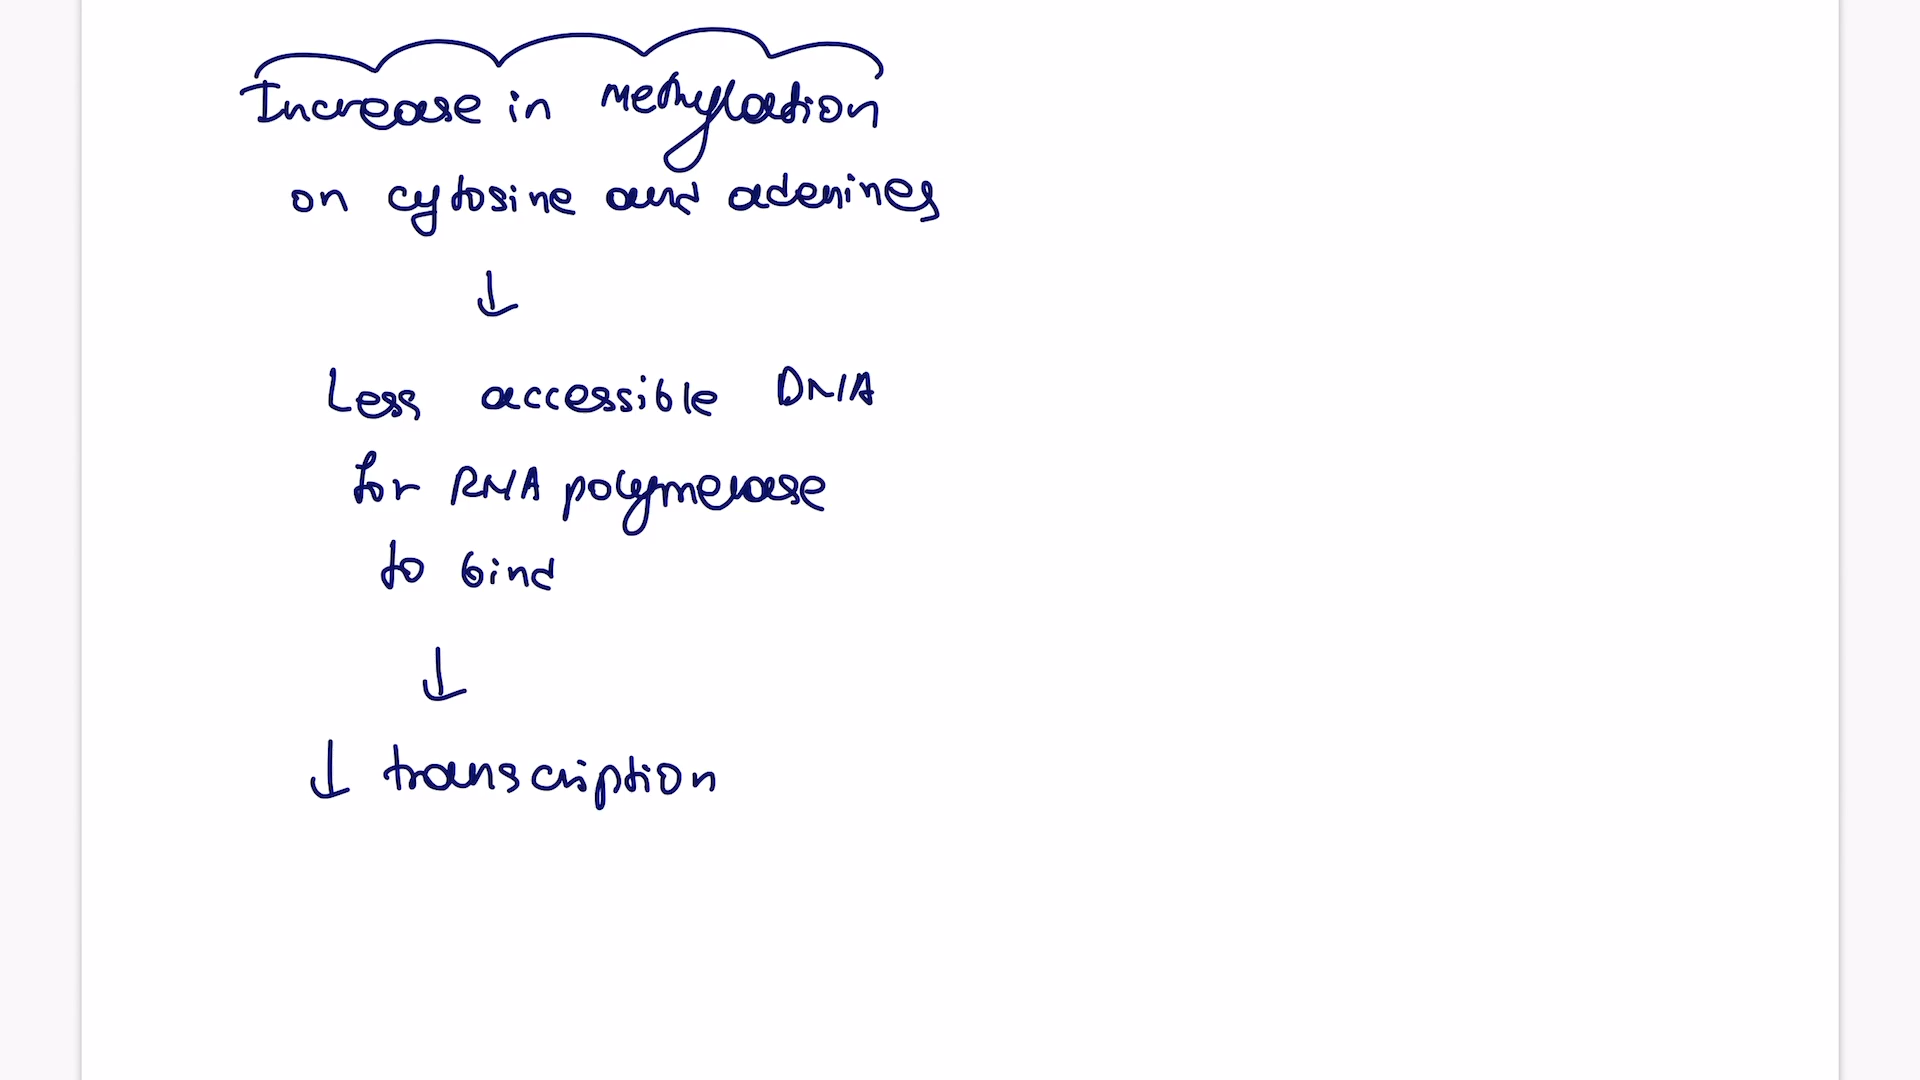 Increase in Methylation
on cytosine and adenines
↓
Less accessible DNA
for RNA polymerase
to bind
↓
↓ transcription